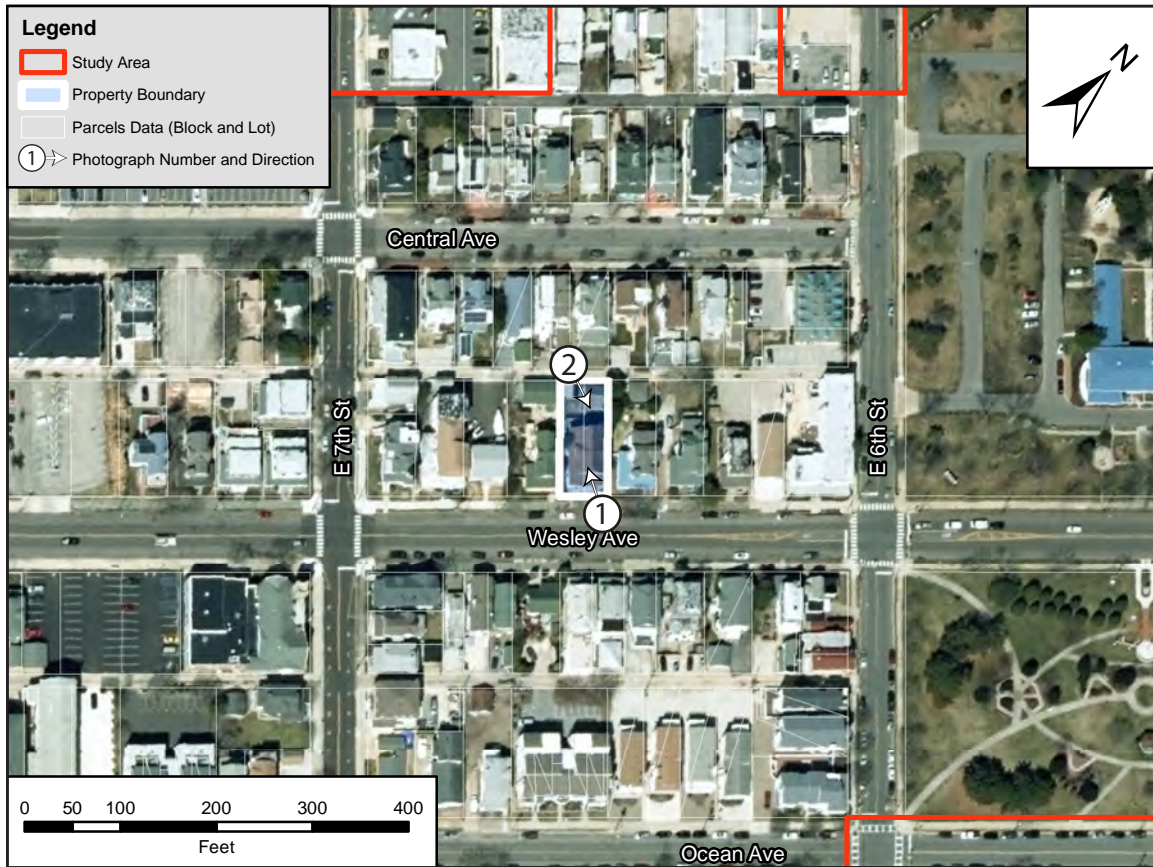 Legend
Study Area
Property Boundary
Parcels Data (Block and Lot)
1 Photograph Number and Direction
N
Central Ave
E 7th St
E 6th St
2
1
Wesley Ave
0 50 100 200 300 400
Feet
Ocean Ave